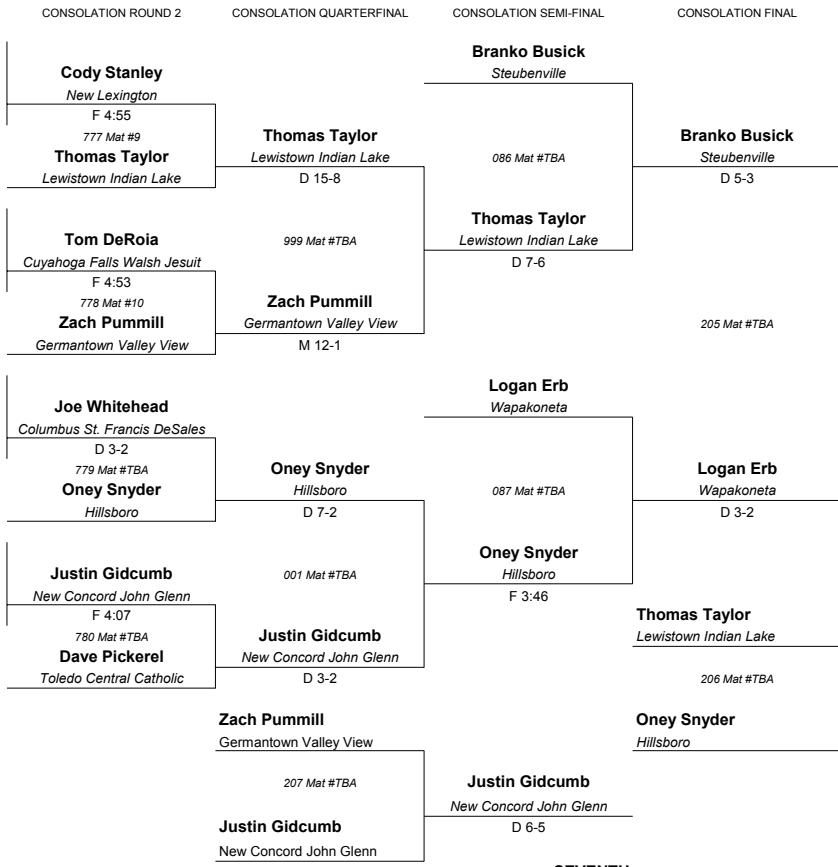 CONSOLATION ROUND 2
CONSOLATION QUARTERFINAL
CONSOLATION SEMI-FINAL
CONSOLATION FINAL
Cody Stanley
New Lexington
F 4:55
777 Mat #9
Thomas Taylor
Lewistown Indian Lake
Tom DeRoia
Cuyahoga Falls Walsh Jesuit
F 4:53
778 Mat #10
Zach Pummill
Germantown Valley View
Joe Whitehead
Columbus St. Francis DeSales
D 3-2
779 Mat #TBA
Oney Snyder
Hillsboro
Justin Gidcumb
New Concord John Glenn
F 4:07
780 Mat #TBA
Dave Pickerel
Toledo Central Catholic
Thomas Taylor
Lewistown Indian Lake
D 15-8
999 Mat #TBA
Zach Pummill
Germantown Valley View
M 12-1
Oney Snyder
Hillsboro
D 7-2
001 Mat #TBA
Justin Gidcumb
New Concord John Glenn
D 3-2
Zach Pummill
Germantown Valley View
207 Mat #TBA
Justin Gidcumb
New Concord John Glenn
Branko Busick
Steubenville
086 Mat #TBA
Thomas Taylor
Lewistown Indian Lake
D 7-6
Logan Erb
Wapakoneta
087 Mat #TBA
Oney Snyder
Hillsboro
F 3:46
Justin Gidcumb
New Concord John Glenn
D 6-5
Branko Busick
Steubenville
D 5-3
205 Mat #TBA
Logan Erb
Wapakoneta
D 3-2
Thomas Taylor
Lewistown Indian Lake
206 Mat #TBA
Oney Snyder
Hillsboro
SEVENTH